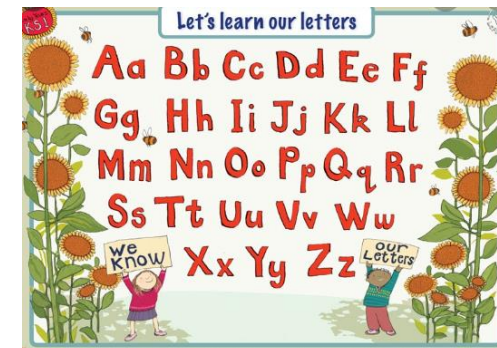 KS1
Let's learn our letters
Aa Bb Cc Dd Ee Ff
Gg Hh Ii Jj Kk Ll
Mm Nn Oo Pp Qq Rr
Ss Tt Uu Vv Ww
Xx Yy Zz
we
know
our
Letters